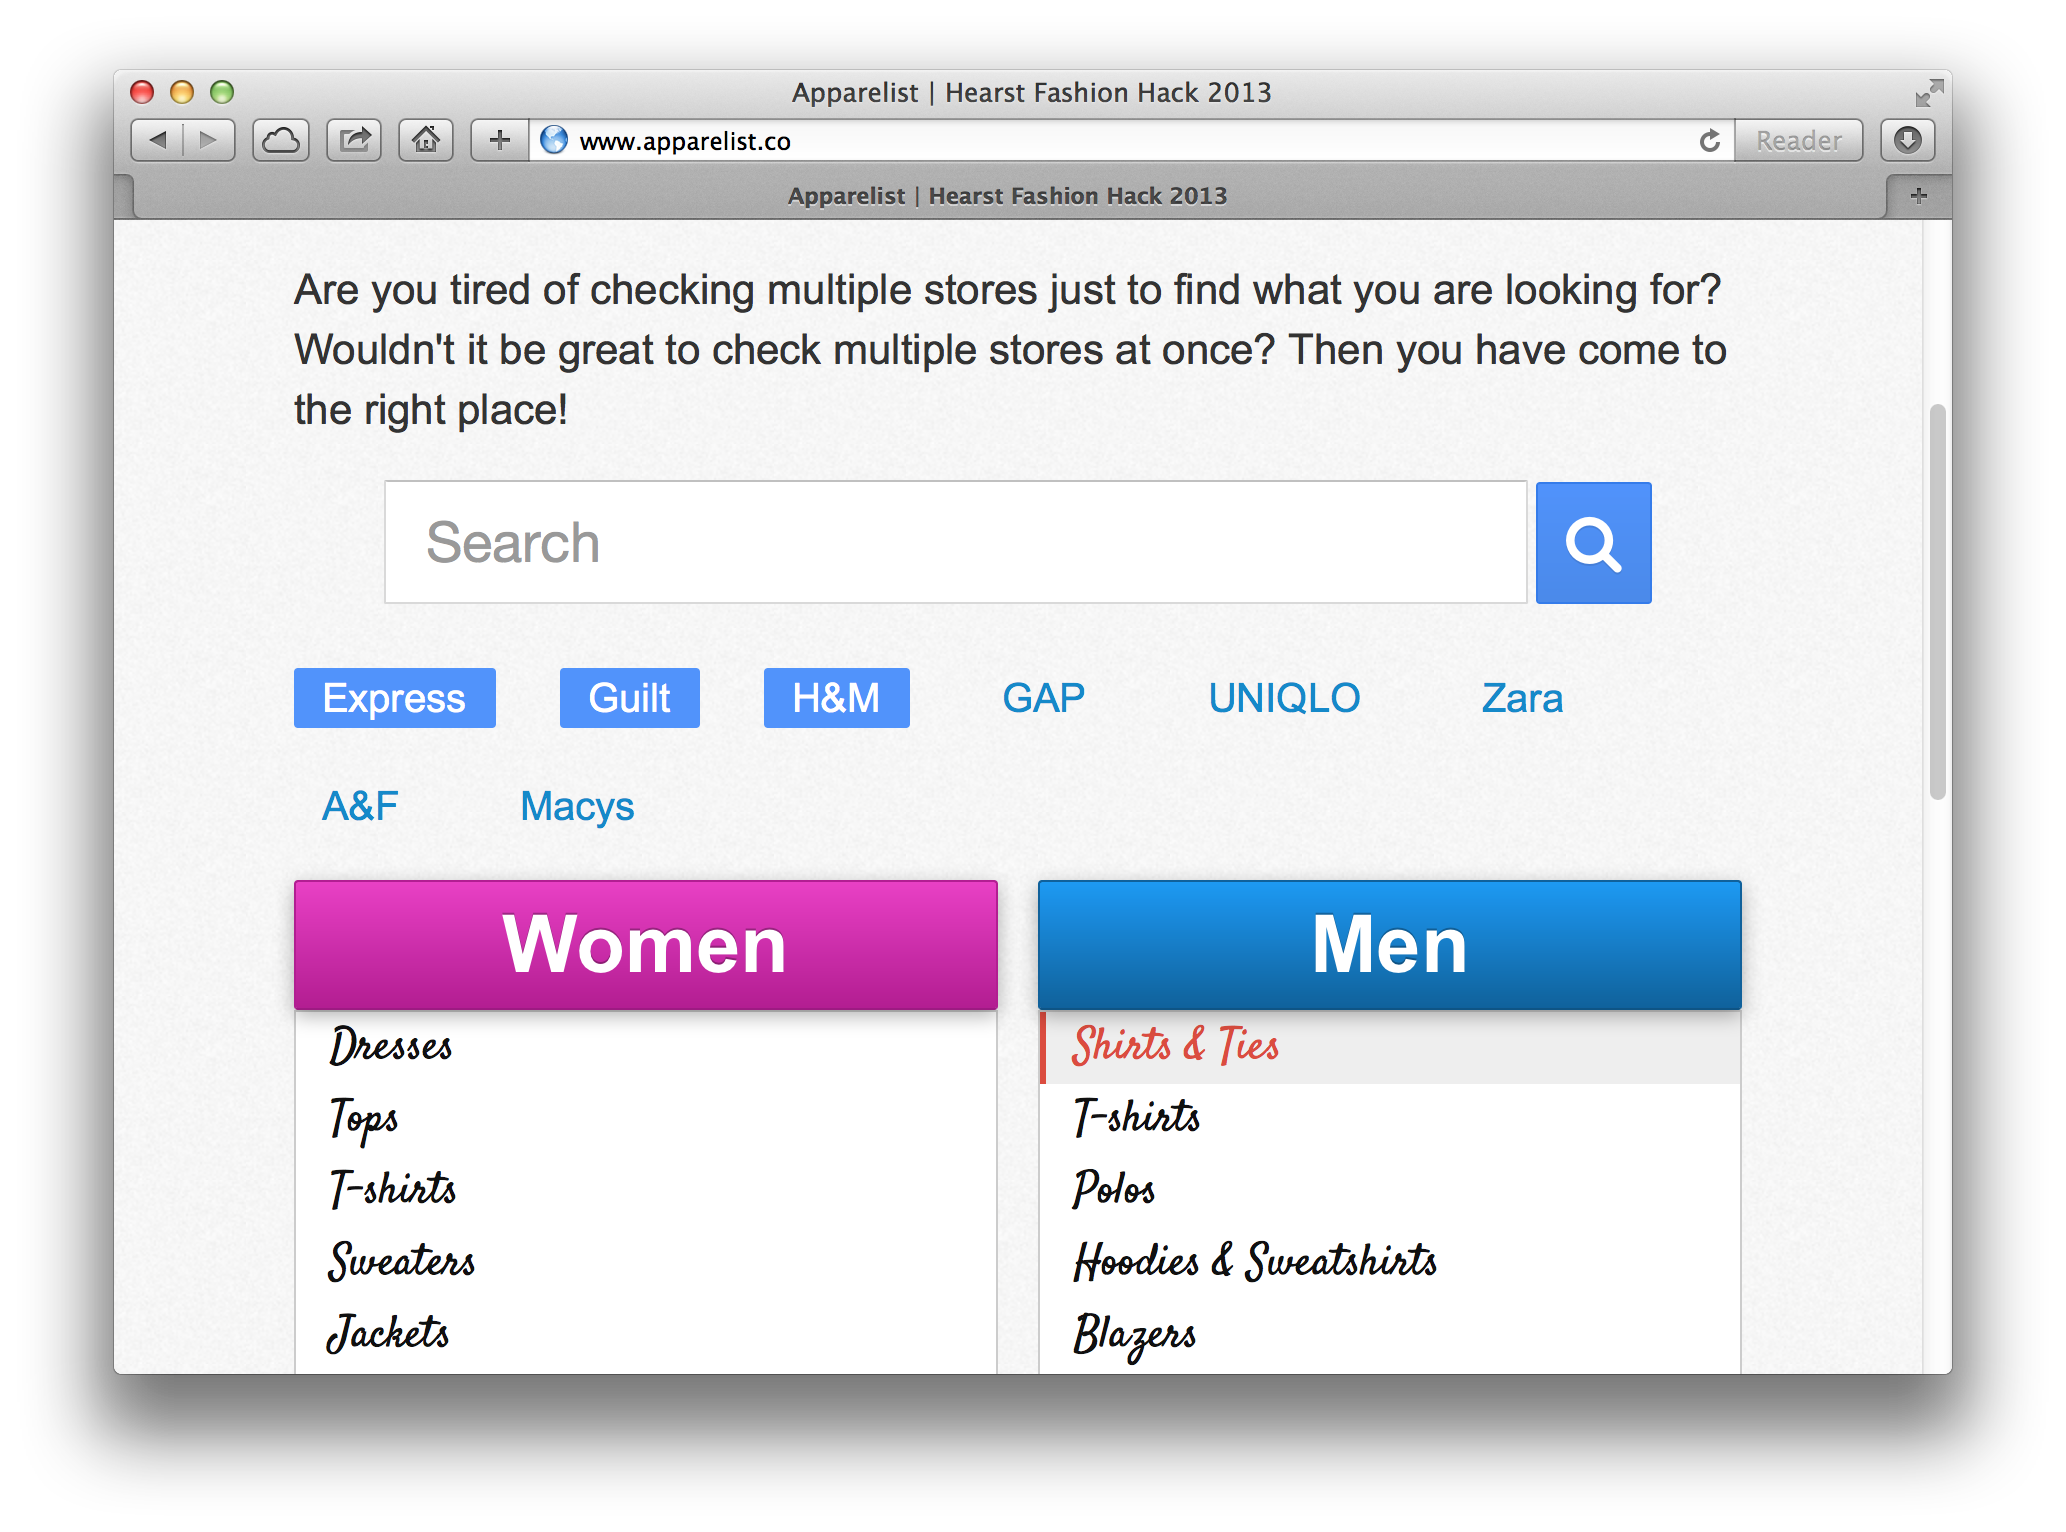 Apparelist | Hearst Fashion Hack 2013
www.apparelist.co
Reader
Apparelist | Hearst Fashion Hack 2013
Are you tired of checking multiple stores just to find what you are looking for?
Wouldn't it be great to check multiple stores at once? Then you have come to
the right place!
Search
Express Guilt H&M GAP UNIQLO Zara
A&F Macys
Women
Dresses
Tops
T-shirts
Sweaters
Jackets
Men
Shirts & Ties
T-shirts
Polos
Hoodies & Sweatshirts
Blazers